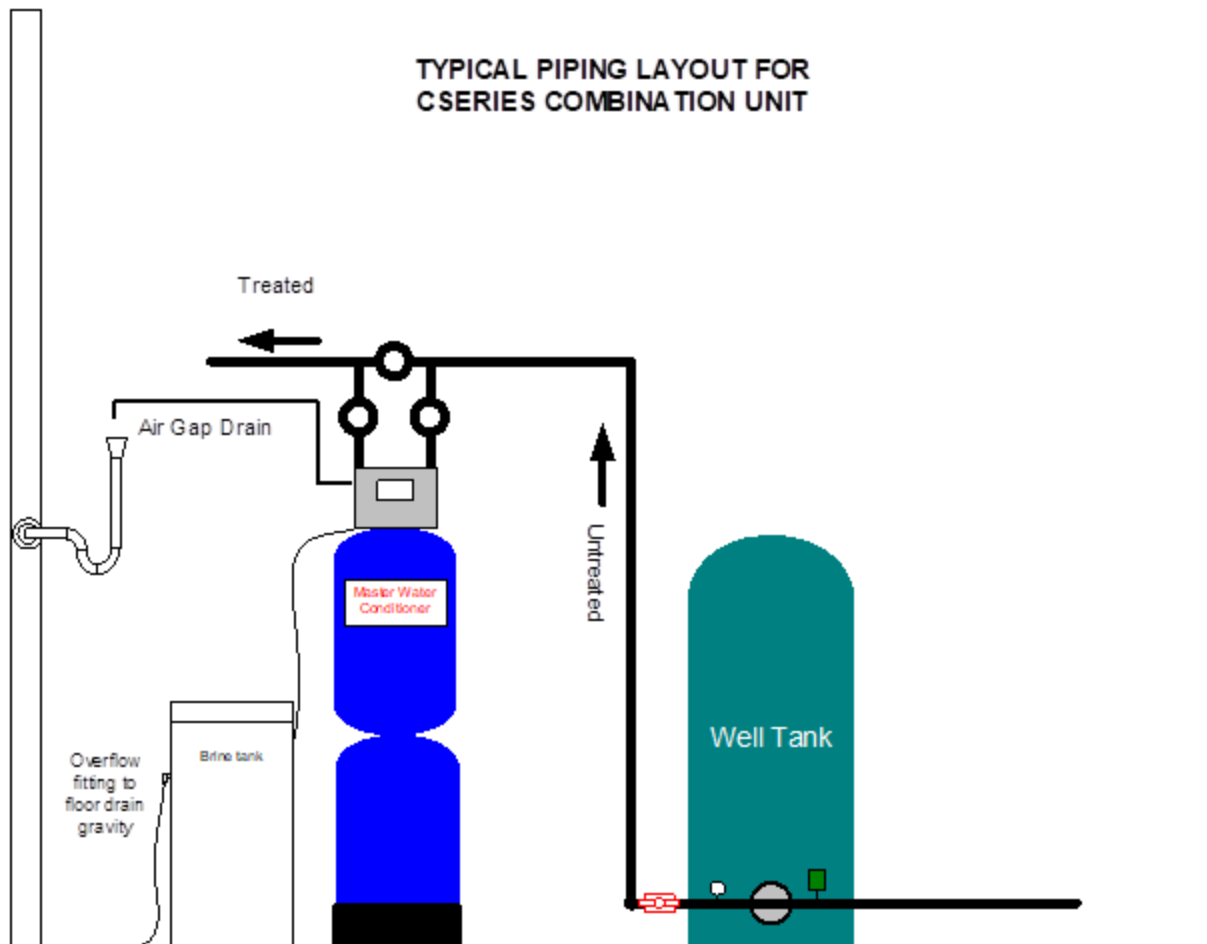 TYPICAL PIPING LAYOUT FOR
CSERIES COMBINATION UNIT
Treated
Air Gap Drain
Untreated
Master Water
Conditioner
Well Tank
Brine tank
Overflow
fitting to
floor drain
gravity